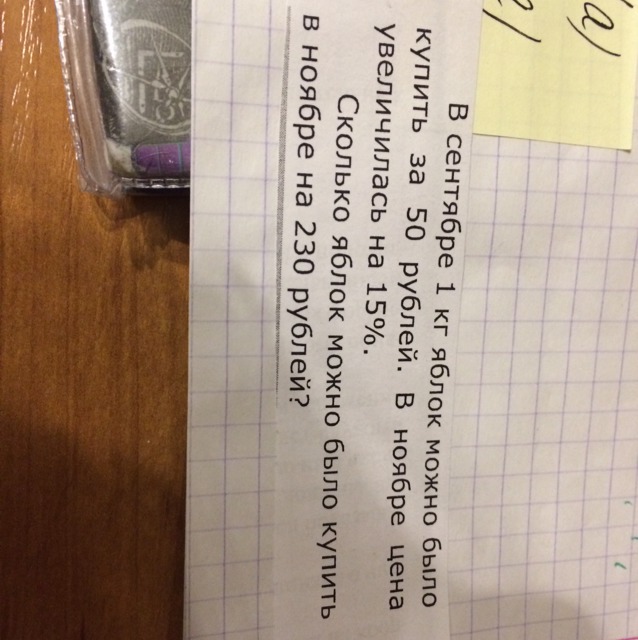 В сентябре 1 кг яблок можно было
купить за 50 рублей. В ноябре цена
увеличилась на 15%.
Сколько яблок можно было купить
в ноябре на 230 рублей?
а)